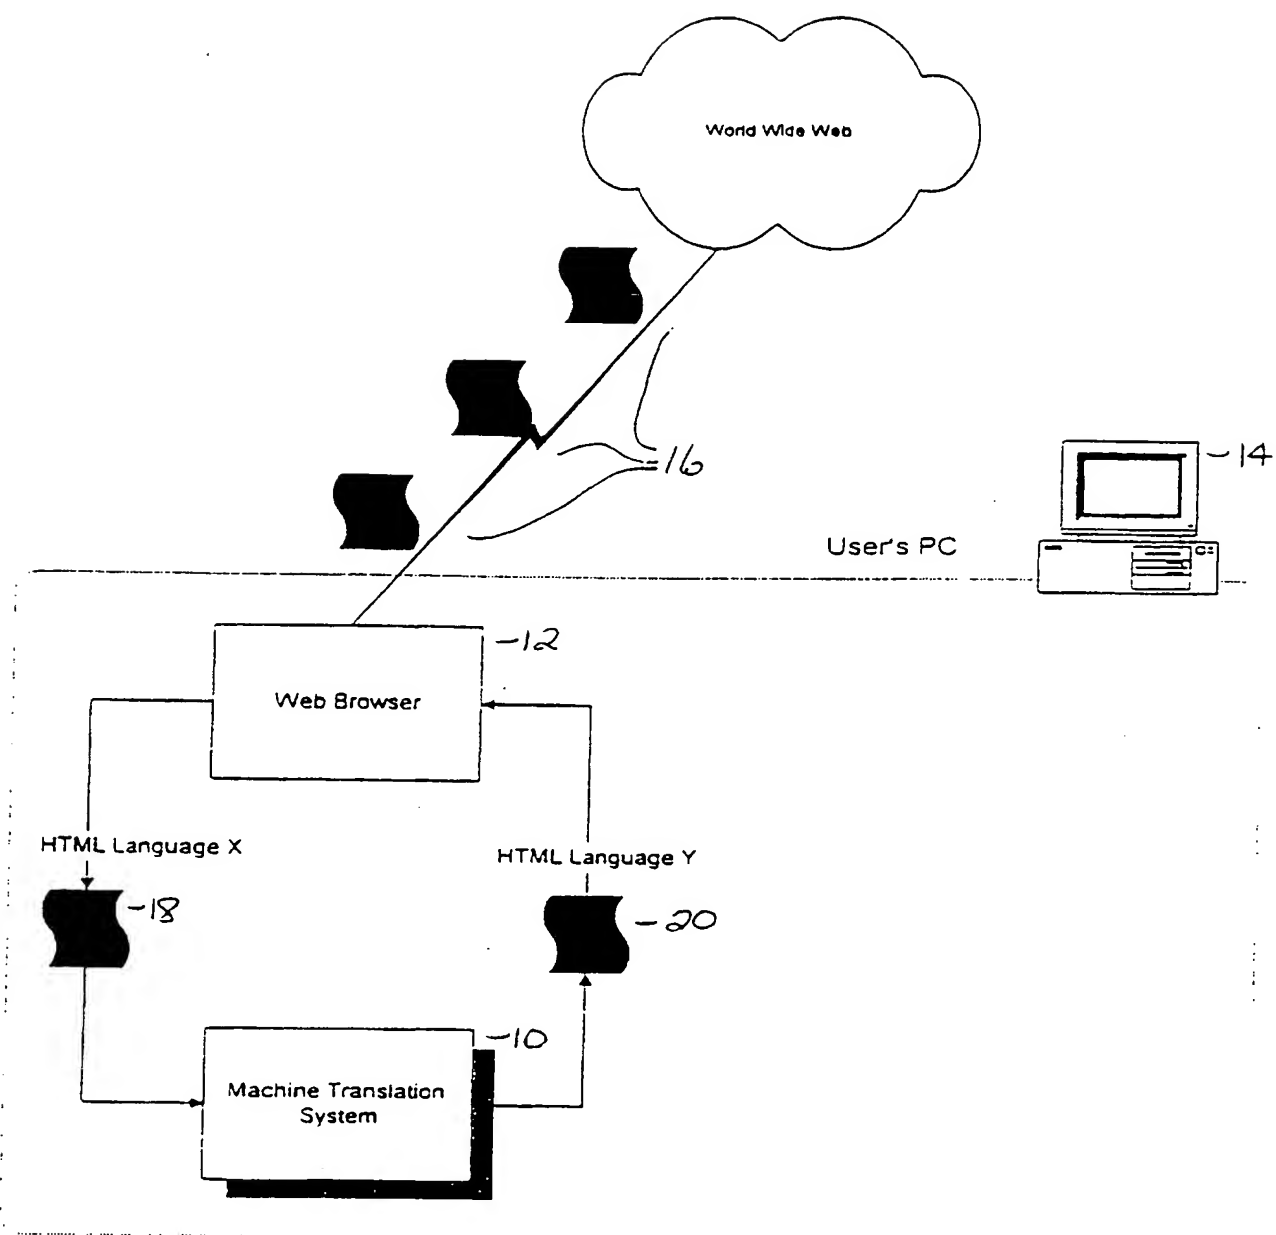 World Wide Web
16
14
User's PC
12
Web Browser
HTML Language X
HTML Language Y
18
20
10
Machine Translation
System